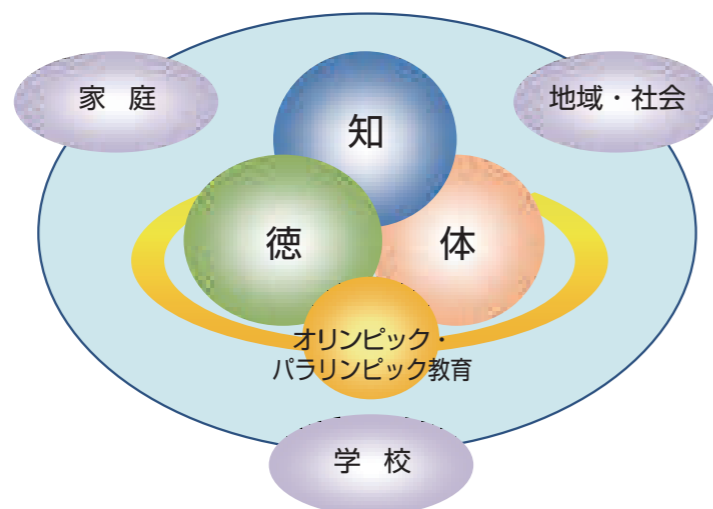 家 庭
地域・社会
知
徳
体
オリンピック・
パラリンピック教育
学 校